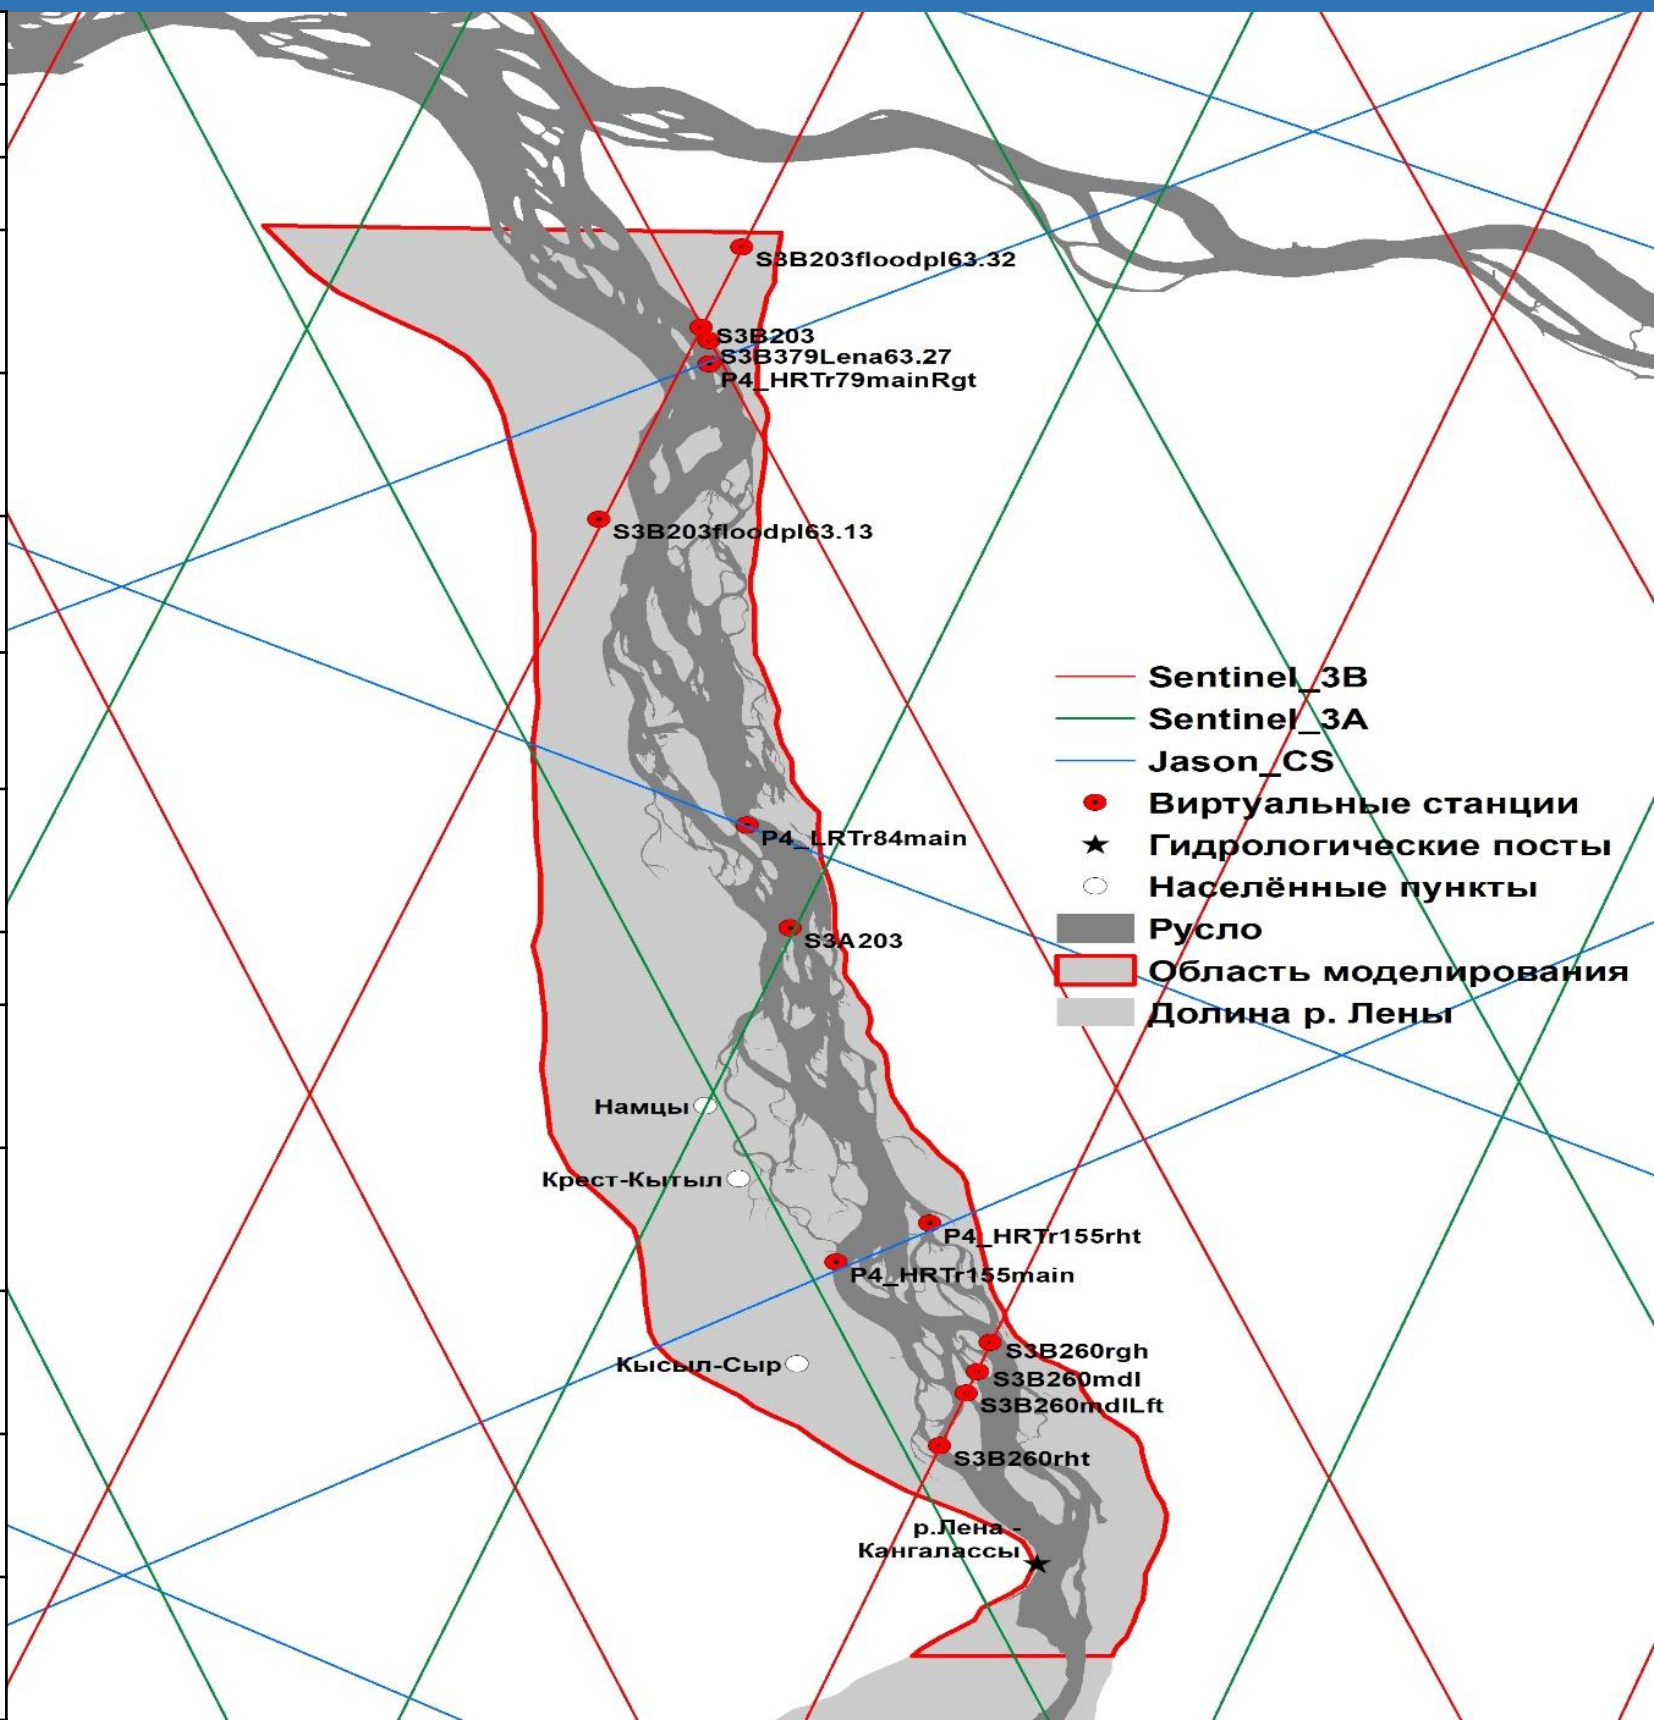 S3B203floodpl63.32
S3B203
S3B379Lena63.27
P4_HRTr79mainRgt
S3B203floodpl63.13
Sentinel_3B
Sentinel_3A
Jason_CS
Виртуальные станции
P4_LRTr84main
Гидрологические посты
Населённые пункты
Русло
S3A203
Область моделирования
Долина р. Лены
Намцы
Крест-Кытыл
P4_HRTr155rht
P4_HRTr155main
S3B260rgh
Кысыл-Сыр
S3B260mdl
S3B260mdlLft
S3B260rht
р.Лена -
Кангалассы